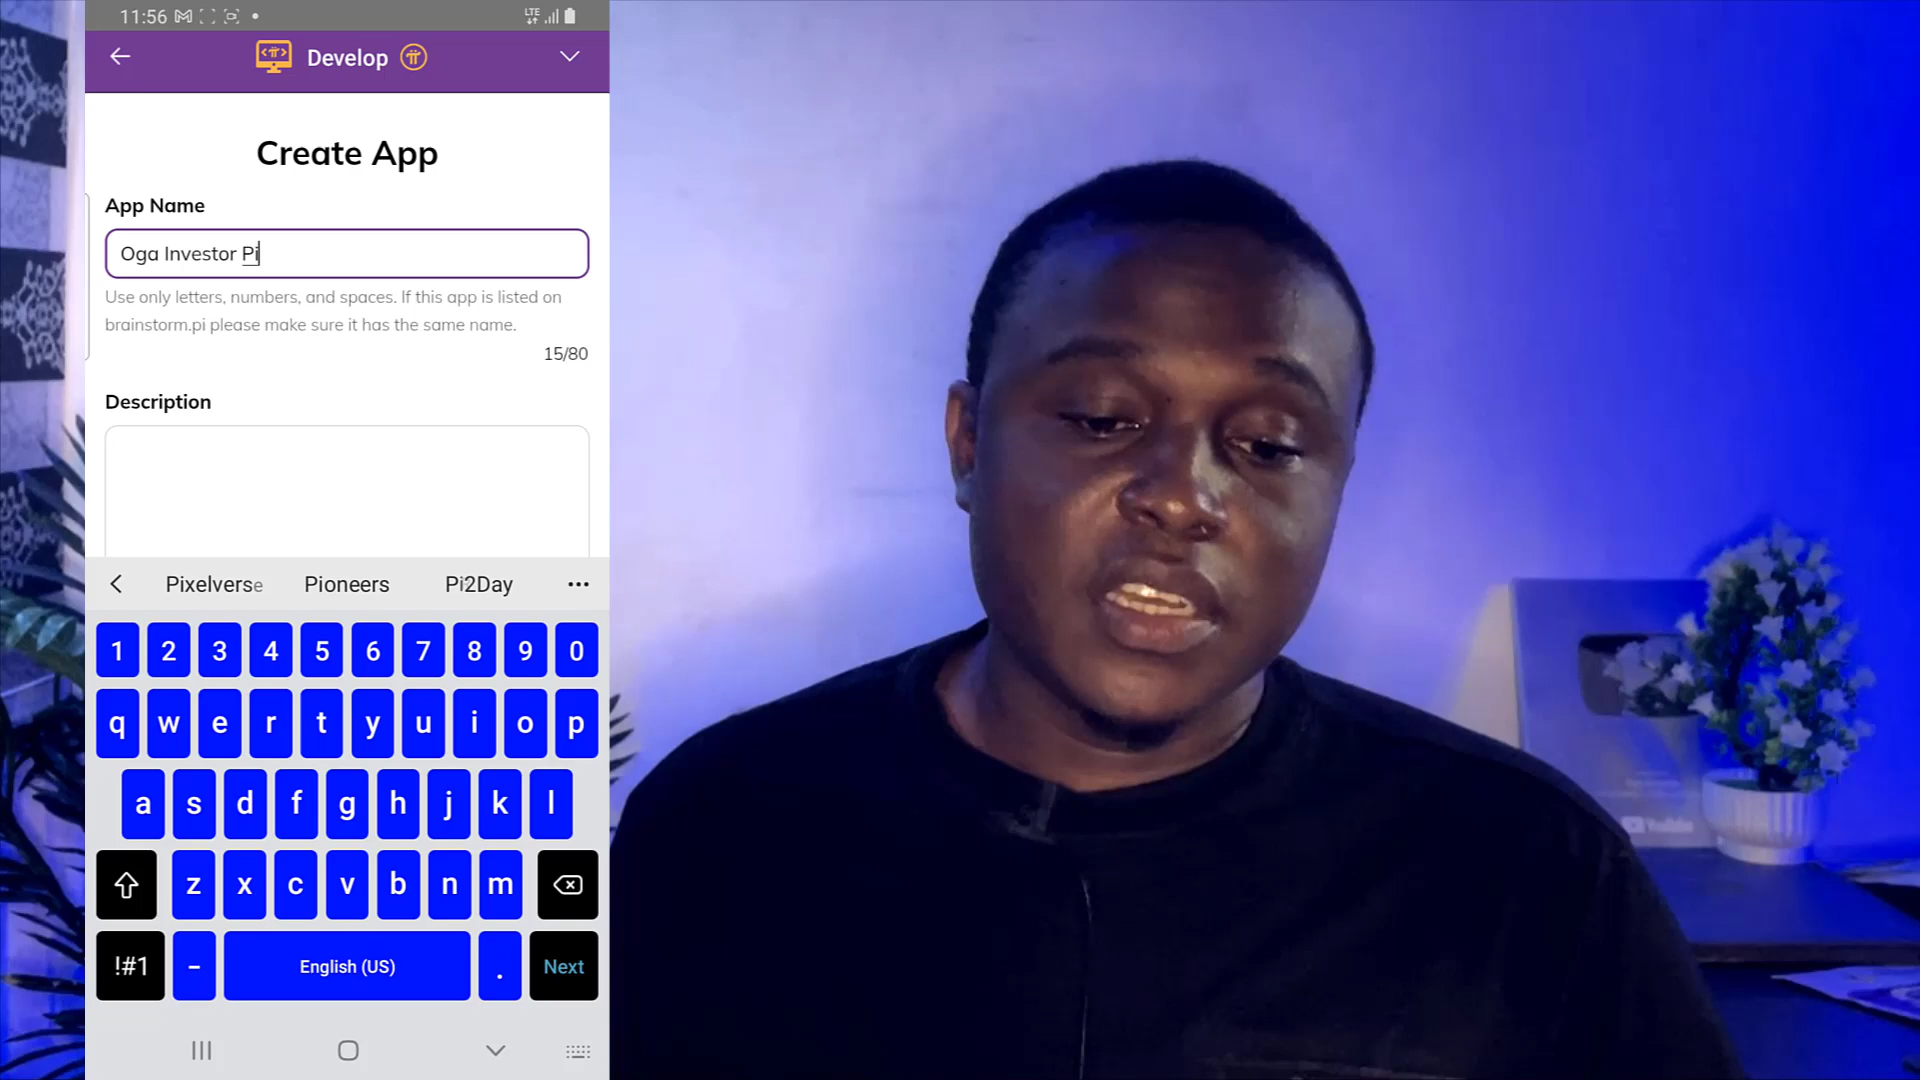 11:56
LTE
Develop
Create App
App Name
Oga Investor Pi
Use only letters, numbers, and spaces. If this app is listed on
brainstorm.pi please make sure it has the same name.
15/80
Description
Pixelverse Pioneers Pi2Day
1 2 3 4 5 6 7 8 9 0
q w e r t y u i o p
a s d f g h j k l
z x c v b n m
!#1 - English (US) . Next
YouTube